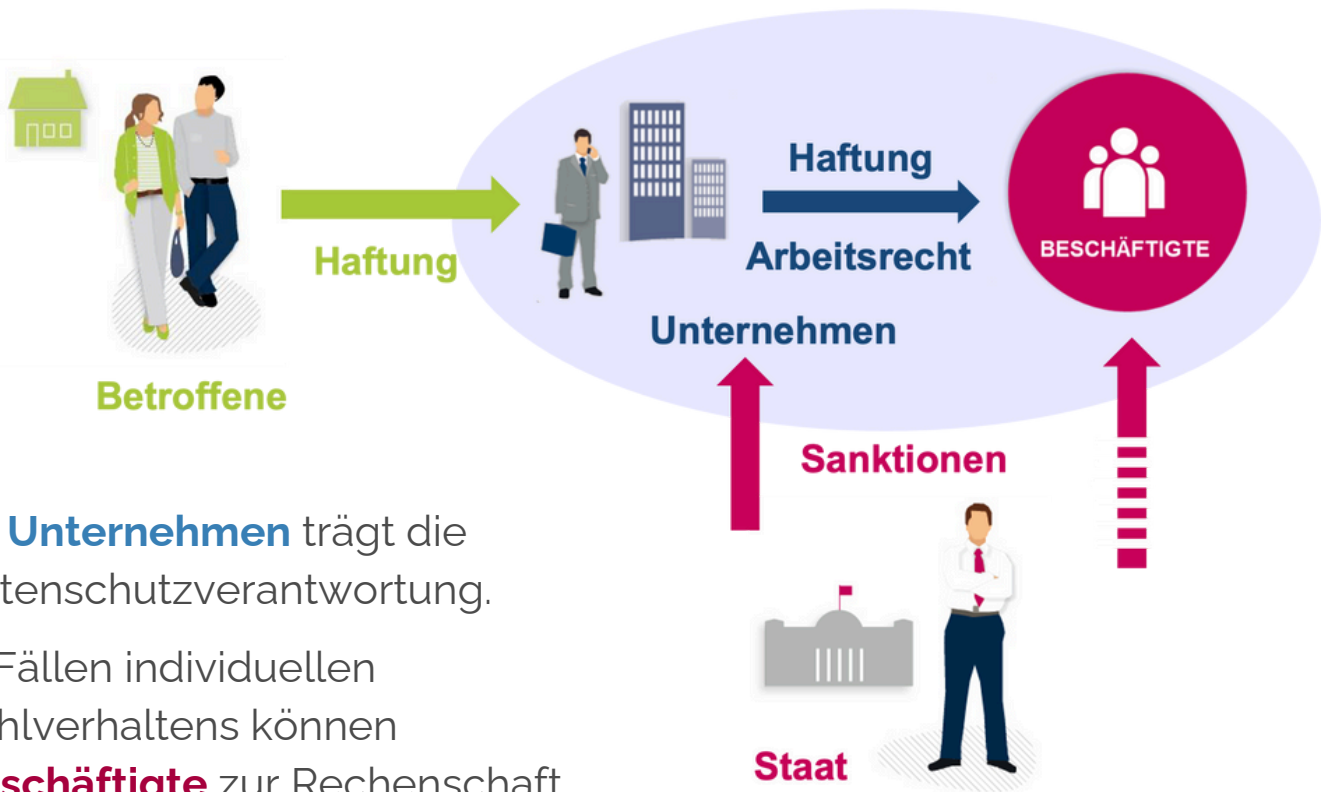 Haftung
Betroffene
Haftung
Arbeitsrecht
Unternehmen
BESCHÄFTIGTE
Sanktionen
Staat
Unternehmen trägt die
tenschutzverantwortung.
Fällen individuellen
hlverhaltens können
schäftigte zur Rechenschaft